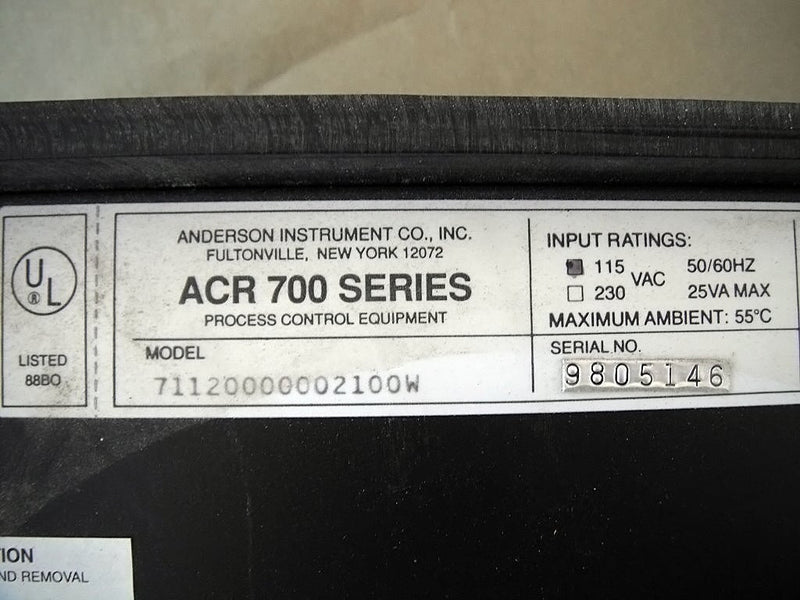 UL
®
LISTED
88BO
ANDERSON INSTRUMENT CO., INC.
FULTONVILLE, NEW YORK 12072
ACR 700 SERIES
PROCESS CONTROL EQUIPMENT
MODEL
71120000002100W
INPUT RATINGS:
115 VAC 50/60HZ
230 25VA MAX
MAXIMUM AMBIENT: 55°C
SERIAL NO.
9805146
TION
ND REMOVAL